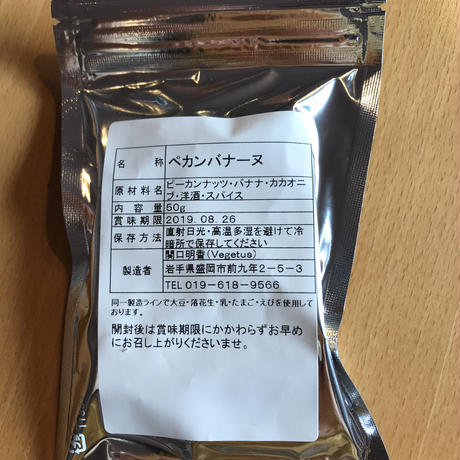 名称 ペカンバナーヌ
原材料名 ピーカンナッツ・バナナ・カカオニ
ブ・洋酒・スパイス
内容量 50g
賞味期限 2019.08.26
保存方法 直射日光・高温多湿を避けて冷
暗所で保存してください
製造者 関口明香(Vegetus)
岩手県盛岡市前九年2-5-3
TEL 019-618-9566
同一製造ラインで大豆・落花生・乳・たまご・えびを使用して
おります。
開封後は賞味期限にかかわらずお早め
にお召し上がりくださいませ。